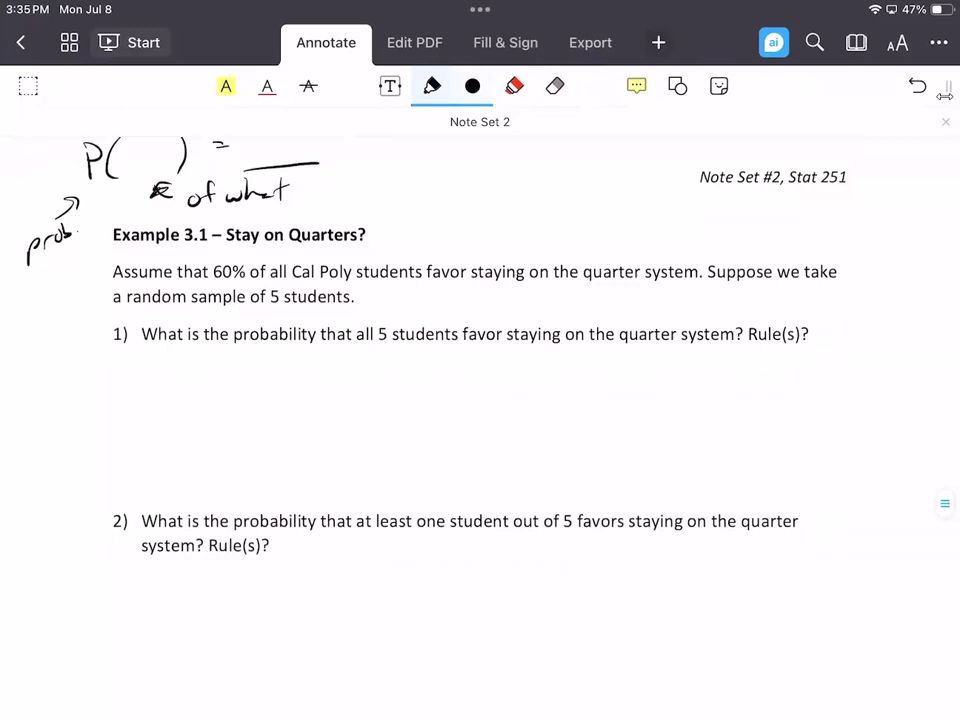 3:35 PM Mon Jul 8
47%
Start
Annotate
Edit PDF
Fill & Sign
Export
ai
AA
A A A T
Note Set 2
P( ) =
of what
prob.
Note Set #2, Stat 251
Example 3.1 – Stay on Quarters?
Assume that 60% of all Cal Poly students favor staying on the quarter system. Suppose we take
a random sample of 5 students.
1) What is the probability that all 5 students favor staying on the quarter system? Rule(s)?
2) What is the probability that at least one student out of 5 favors staying on the quarter
system? Rule(s)?